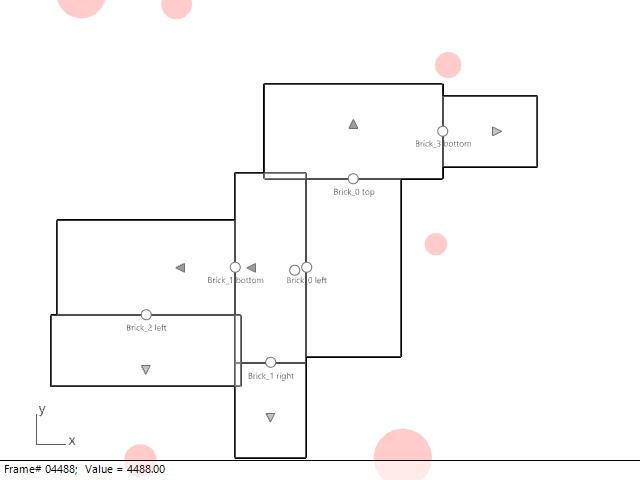 Brick_3 bottom
Brick_0 top
Brick_1 bottom
Brick_0 left
Brick_2 left
Brick_1 right
y
x
Frame# 04488;  Value = 4488.00